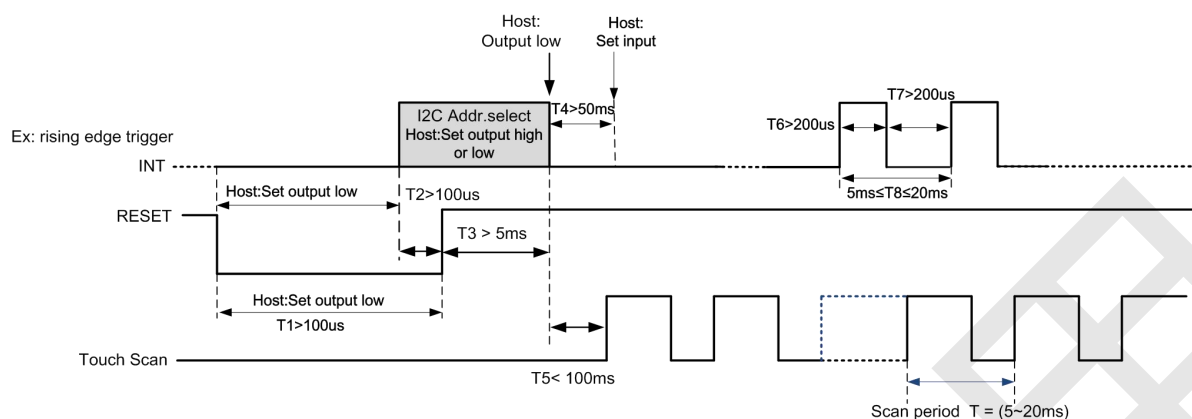 Host:
Output low
Host:
Set input
I2C Addr.select
Host:Set output high
or low
T4>50ms
T7>200us
T6>200us
Ex: rising edge trigger
INT
5ms≤T8≤20ms
Host:Set output low
T2>100us
RESET
T3 > 5ms
Host:Set output low
T1>100us
Touch Scan
T5< 100ms
Scan period T = (5~20ms)